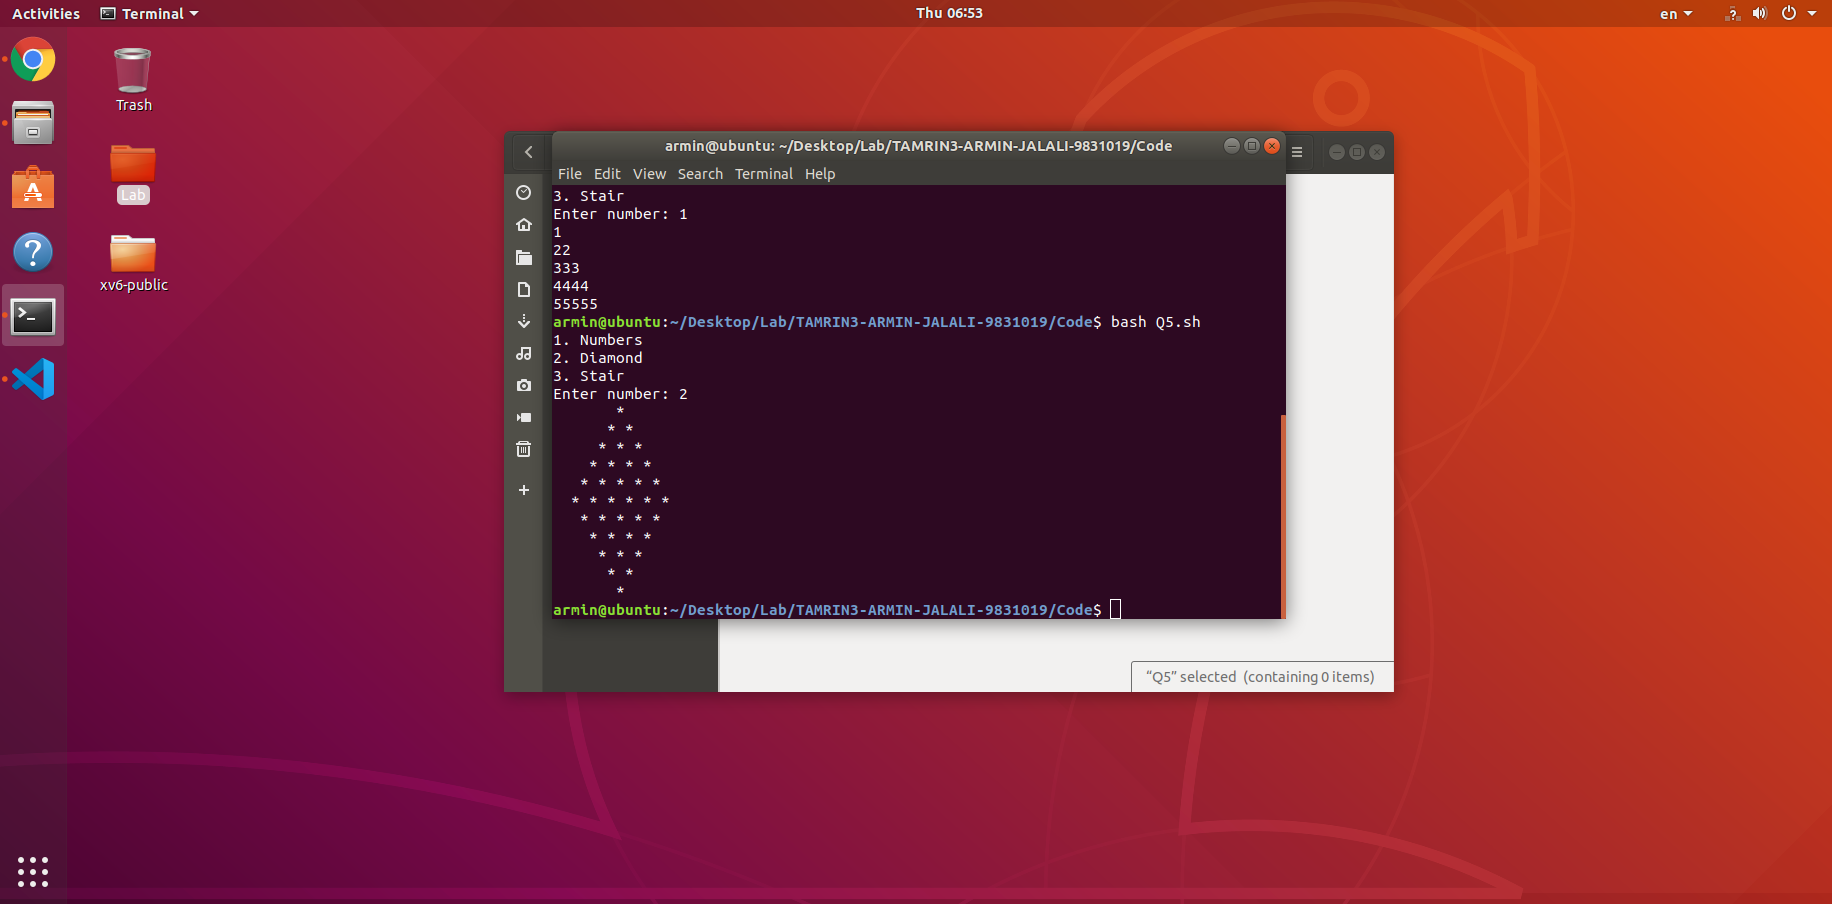 Activities Terminal Thu 06:53 en
Trash
Lab
xv6-public
armin@ubuntu: ~/Desktop/Lab/TAMRIN3-ARMIN-JALALI-9831019/Code
File Edit View Search Terminal Help
3. Stair
Enter number: 1
1
22
333
4444
55555
armin@ubuntu:~/Desktop/Lab/TAMRIN3-ARMIN-JALALI-9831019/Code$ bash Q5.sh
1. Numbers
2. Diamond
3. Stair
Enter number: 2
*
* *
* * *
* * * *
* * * * *
* * * * * *
* * * * *
* * * *
* * *
* *
*
armin@ubuntu:~/Desktop/Lab/TAMRIN3-ARMIN-JALALI-9831019/Code$
“Q5” selected (containing 0 items)